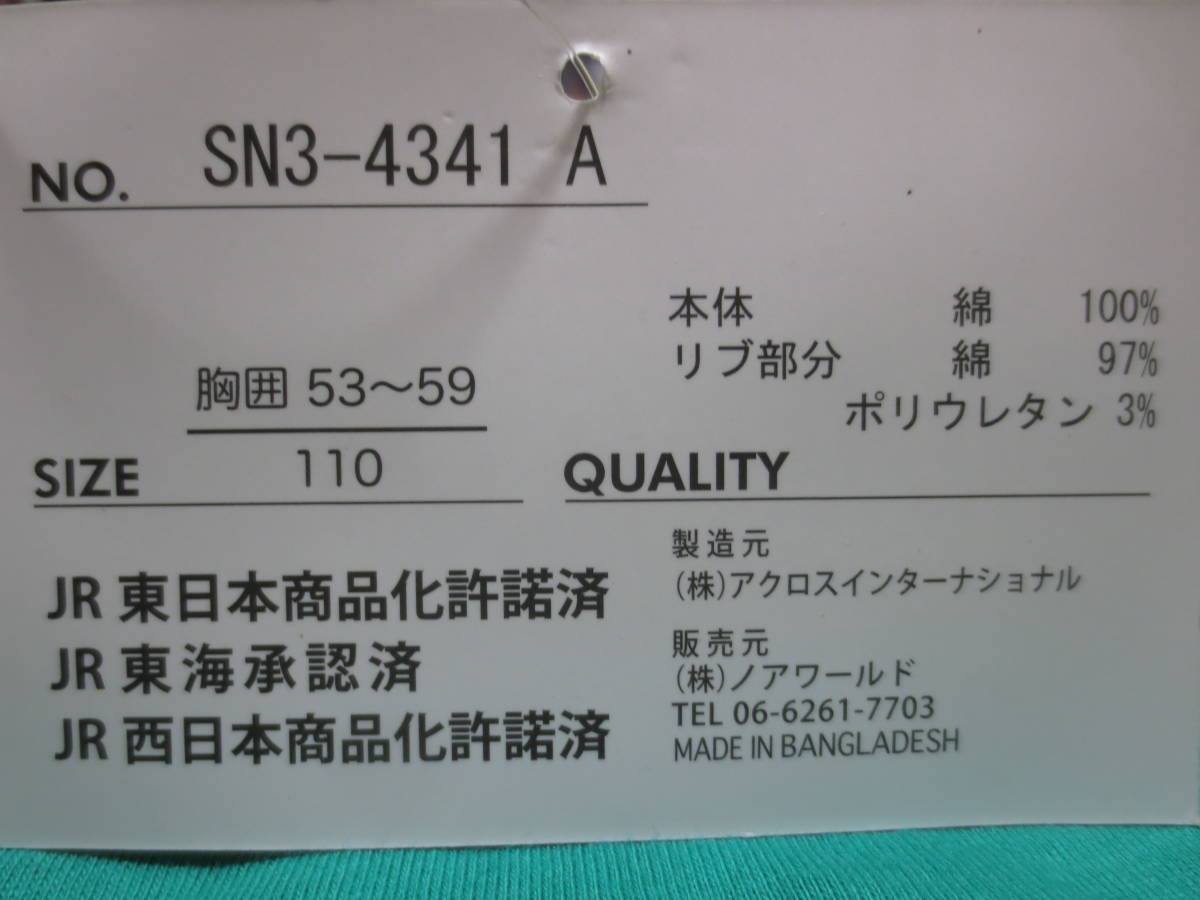 NO. SN3-4341 A
本体 綿 100%
リブ部分 綿 97%
ポリウレタン 3%
QUALITY
胸囲 53～59
110
SIZE
JR 東日本商品化許諾済
JR 東海承認済
JR 西日本商品化許諾済
製造元
(株)アクロスインターナショナル
販売元
(株)ノアワールド
TEL 06-6261-7703
MADE IN BANGLADESH